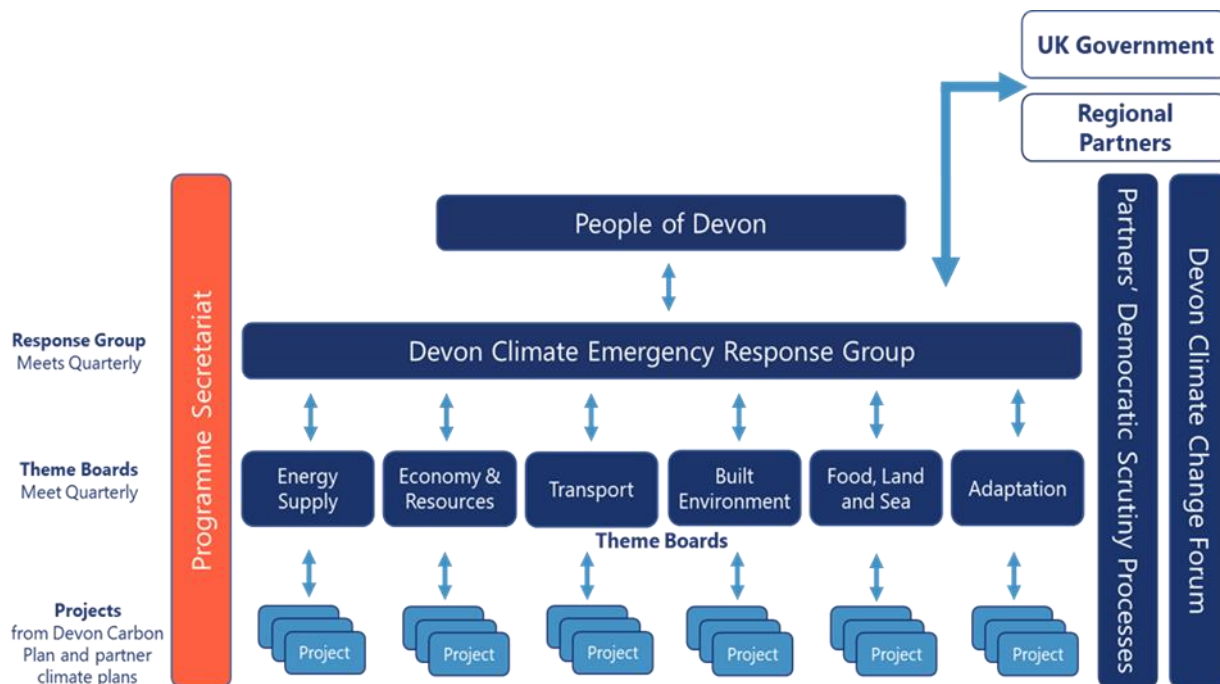 UK Government
Regional
Partners
People of Devon
Programme Secretariat
Partners’ Democratic Scrutiny Processes
Devon Climate Change Forum
Response Group
Meets Quarterly
Devon Climate Emergency Response Group
Theme Boards
Meet Quarterly
Energy
Supply
Economy &
Resources
Transport
Built
Environment
Food, Land
and Sea
Adaptation
Theme Boards
Projects
from Devon Carbon
Plan and partner
climate plans
Project
Project
Project
Project
Project
Project